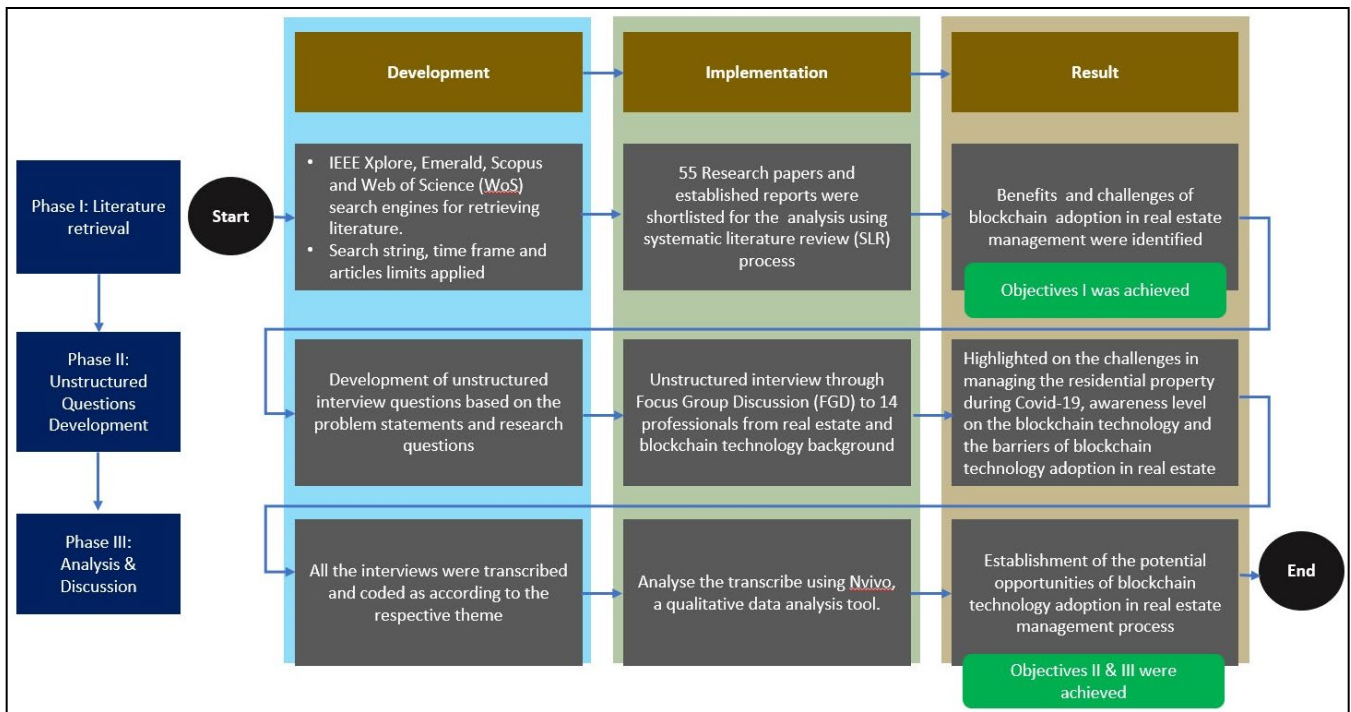 Development
Implementation
Result
Phase I: Literature
retrieval
Start
• IEEE Xplore, Emerald, Scopus
and Web of Science (WoS)
search engines for retrieving
literature.
• Search string, time frame and
articles limits applied
55 Research papers and
established reports were
shortlisted for the analysis using
systematic literature review (SLR)
process
Benefits and challenges of
blockchain adoption in real estate
management were identified
Objectives I was achieved
Phase II:
Unstructured
Questions
Development
Development of unstructured
interview questions based on the
problem statements and research
questions
Unstructured interview through
Focus Group Discussion (FGD) to 14
professionals from real estate and
blockchain technology background
Highlighted on the challenges in
managing the residential property
during Covid-19, awareness level
on the blockchain technology and
the barriers of blockchain
technology adoption in real estate
Phase III:
Analysis &
Discussion
All the interviews were transcribed
and coded as according to the
respective theme
Analyse the transcribe using Nvivo,
a qualitative data analysis tool.
Establishment of the potential
opportunities of blockchain
technology adoption in real estate
management process
End
Objectives II & III were
achieved